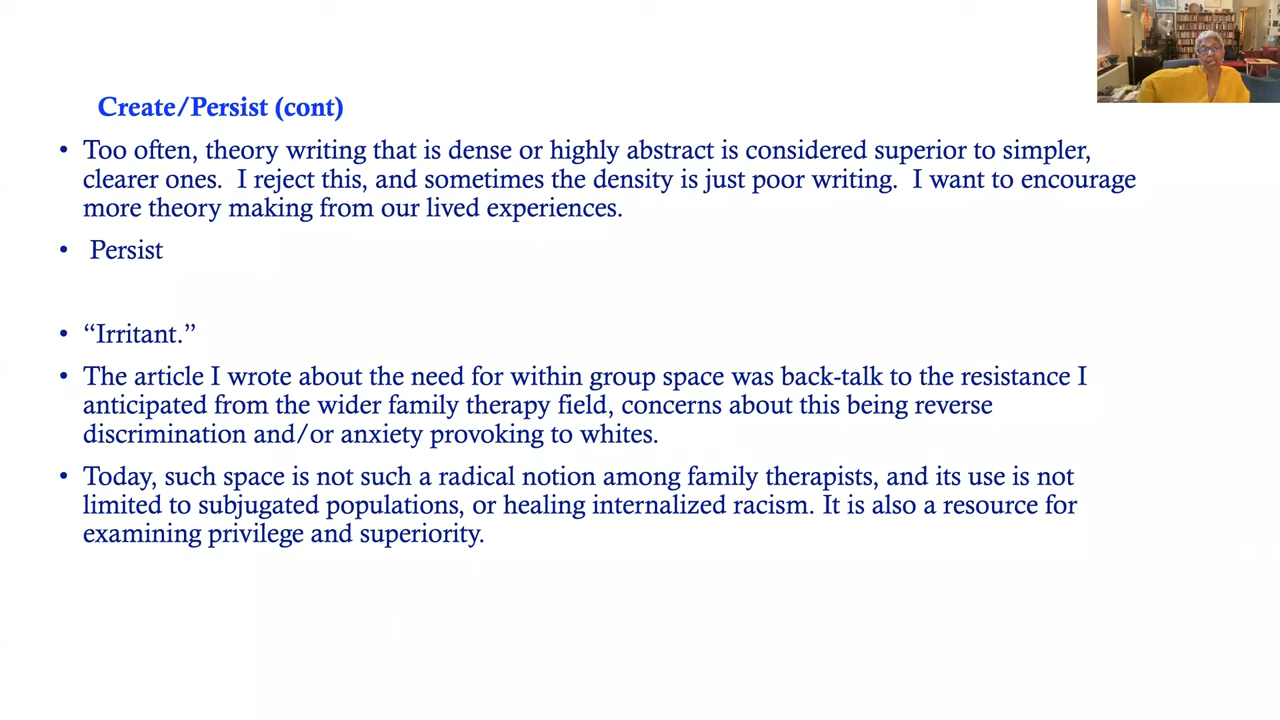 Create/Persist (cont)
• Too often, theory writing that is dense or highly abstract is considered superior to simpler,
clearer ones.  I reject this, and sometimes the density is just poor writing.  I want to encourage
more theory making from our lived experiences.
• Persist
• “Irritant.”
• The article I wrote about the need for within group space was back-talk to the resistance I
anticipated from the wider family therapy field, concerns about this being reverse
discrimination and/or anxiety provoking to whites.
• Today, such space is not such a radical notion among family therapists, and its use is not
limited to subjugated populations, or healing internalized racism. It is also a resource for
examining privilege and superiority.